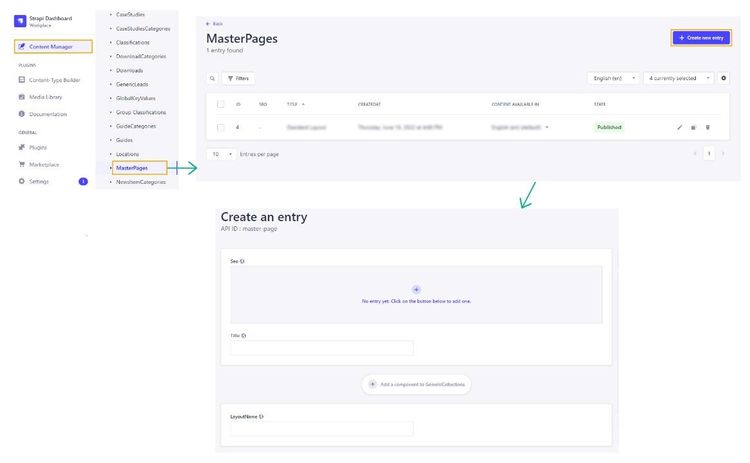 Strapi Dashboard
Workplace
Content Manager
PLUGINS
Content-Type Builder
Media Library
Documentation
GENERAL
Plugins
Marketplace
Settings
CaseStudies
CaseStudiesCategories
Classifications
DownloadCategories
Downloads
GenericLeads
GlobalKeyValues
Group Classifications
GuideCategories
Guides
Locations
MasterPages
NewsItemCategories
Back
MasterPages
1 entry found
Create new entry
Filters
English (en)
4 currently selected
ID SEO TITLE CREATEDAT CONTENT AVAILABLE IN STATE
4 - Published
10 Entries per page
1
Create an entry
API ID : master-page
Seo
No entry yet. Click on the button below to add one.
Title
Add a component to GenericCollections
LayoutName